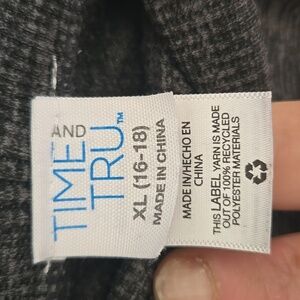 TIME AND TRU™
XL (16-18)
MADE IN CHINA
MADE IN/HECHO EN
CHINA
THIS LABEL YARN IS MADE
OUT OF 100% RECYCLED
POLYESTER MATERIALS